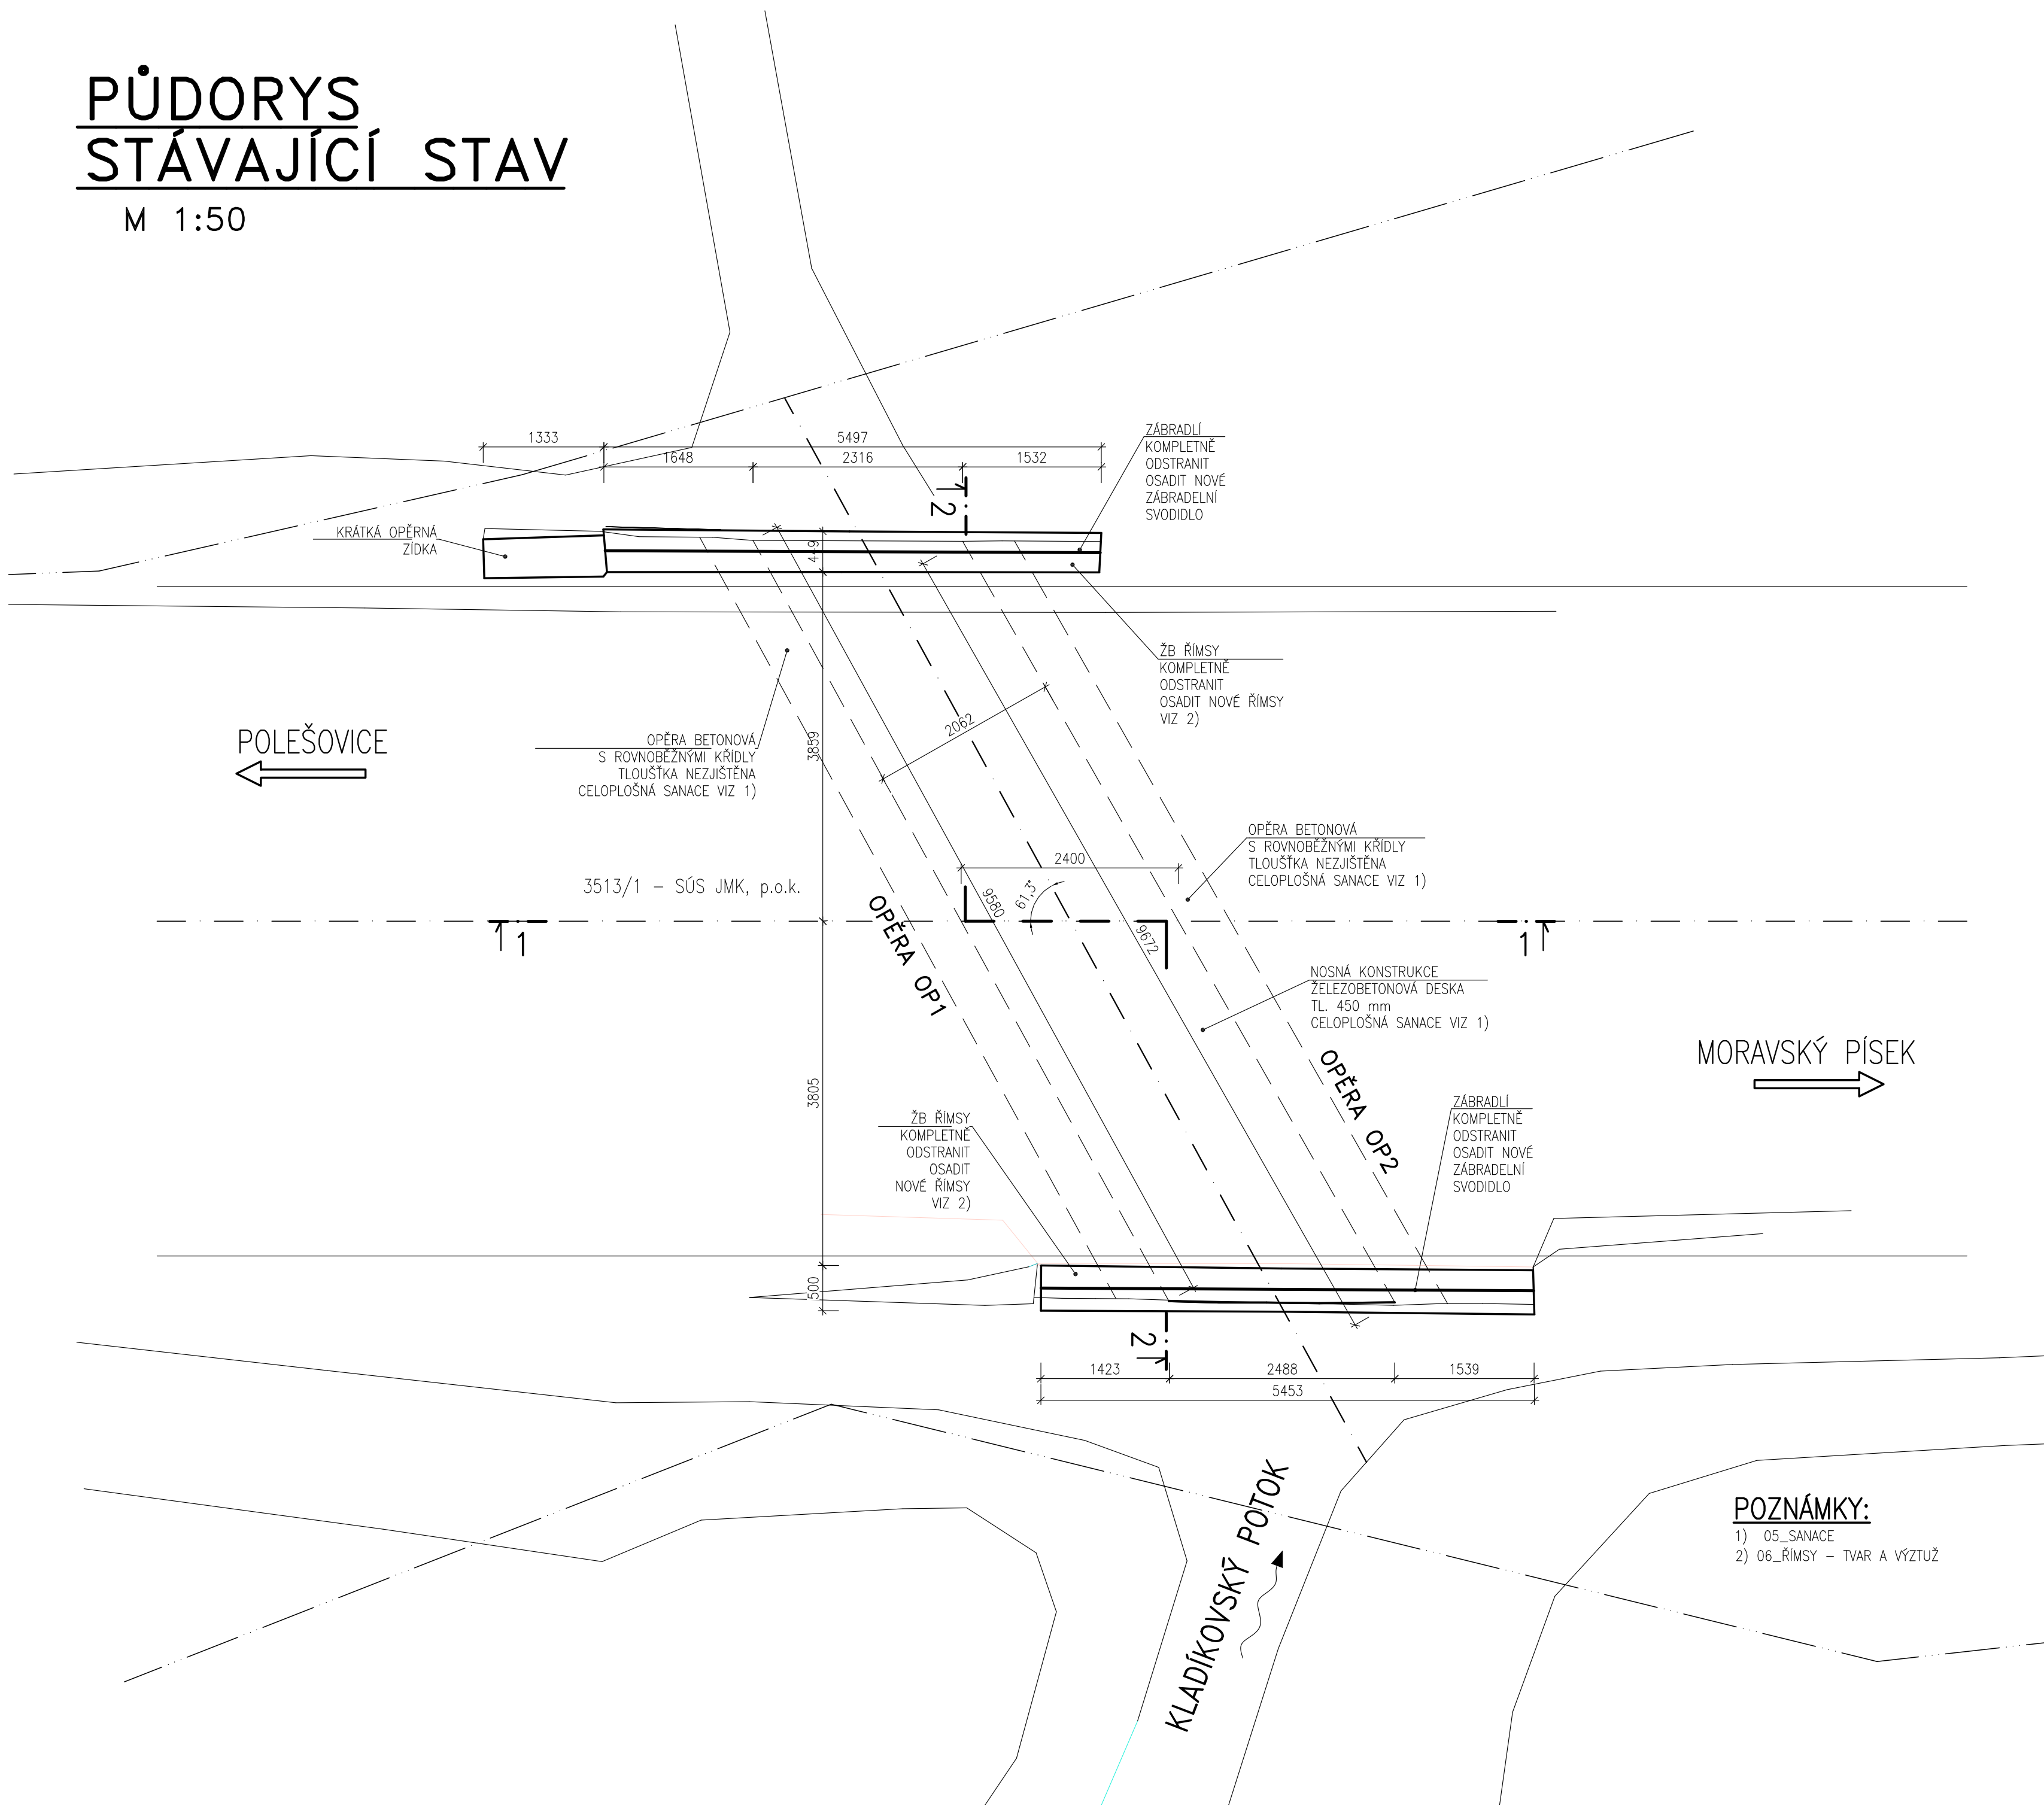 PŮDORYS
STÁVAJÍCÍ STAV
M 1:50
1333
5497
1648
2316
1532
ZÁBRADLÍ
KOMPLETNĚ
ODSTRANIT
OSADIT NOVÉ
ZÁBRADELNÍ
SVODIDLO
2
KRÁTKÁ OPĚRNÁ
ZÍDKA
449
ŽB ŘÍMSY
KOMPLETNĚ
ODSTRANIT
OSADIT NOVÉ ŘÍMSY
VIZ 2)
POLEŠOVICE
OPĚRA BETONOVÁ
S ROVNOBĚŽNÝMI KŘÍDLY
TLOUŠŤKA NEZJIŠTĚNA
CELOPLOŠNÁ SANACE VIZ 1)
3859
2062
OPĚRA BETONOVÁ
S ROVNOBĚŽNÝMI KŘÍDLY
TLOUŠŤKA NEZJIŠTĚNA
CELOPLOŠNÁ SANACE VIZ 1)
2400
3513/1 – SÚS JMK, p.o.k.
9580
61,3°
9672
1
1
OPĚRA OP1
NOSNÁ KONSTRUKCE
ŽELEZOBETONOVÁ DESKA
TL. 450 mm
CELOPLOŠNÁ SANACE VIZ 1)
MORAVSKÝ PÍSEK
OPĚRA OP2
3805
ŽB ŘÍMSY
KOMPLETNĚ
ODSTRANIT
OSADIT
NOVÉ ŘÍMSY
VIZ 2)
ZÁBRADLÍ
KOMPLETNĚ
ODSTRANIT
OSADIT NOVÉ
ZÁBRADELNÍ
SVODIDLO
500
2
1423
2488
1539
5453
KLADÍKOVSKÝ POTOK
POZNÁMKY:
1) 05_SANACE
2) 06_ŘÍMSY – TVAR A VÝZTUŽ